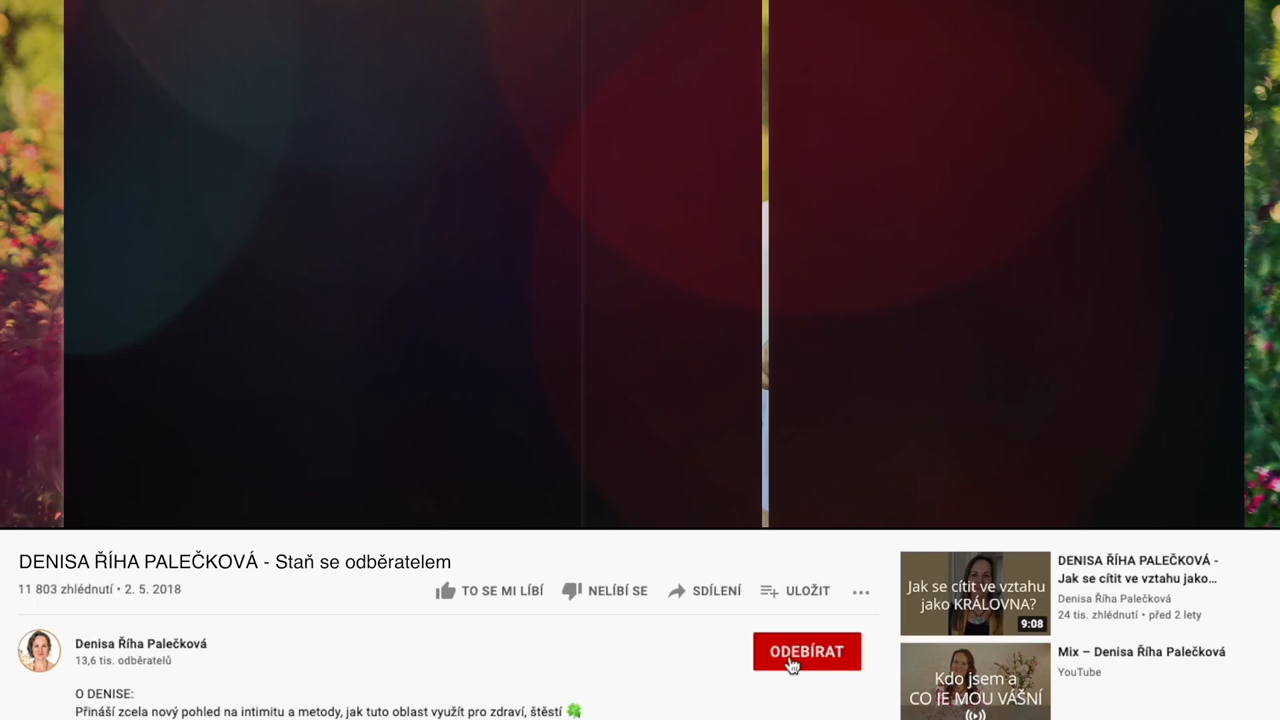 DENISA ŘÍHA PALEČKOVÁ - Staň se odběratelem
11 803 zhlédnutí • 2. 5. 2018
TO SE MI LÍBÍ
NELÍBÍ SE
SDÍLENÍ
ULOŽIT
Denisa Říha Palečková
13,6 tis. odběratelů
ODEBÍRAT
O DENISE:
Přináší zcela nový pohled na intimitu a metody, jak tuto oblast využít pro zdraví, štěstí 🍀
Jak se cítit ve vztahu
jako KRÁLOVNA?
9:08
DENISA ŘÍHA PALEČKOVÁ -
Jak se cítit ve vztahu jako…
Denisa Říha Palečková
24 tis. zhlédnutí • před 2 lety
Kdo jsem a
CO JE MOU VÁŠNÍ
Mix – Denisa Říha Palečková
YouTube